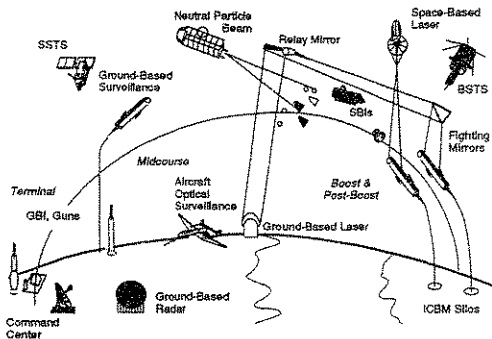 Neutral Particle
Beam
Relay Mirror
Space-Based
Laser
SSTS
Ground-Based
Surveillance
SBIs
BSTS
Fighting
Mirrors
Midcourse
Boost &
Post-Boost
Terminal
GBI, Guns
Aircraft
Optical
Surveillance
Ground-Based Laser
ICBM Silos
Command
Center
Ground-Based
Radar